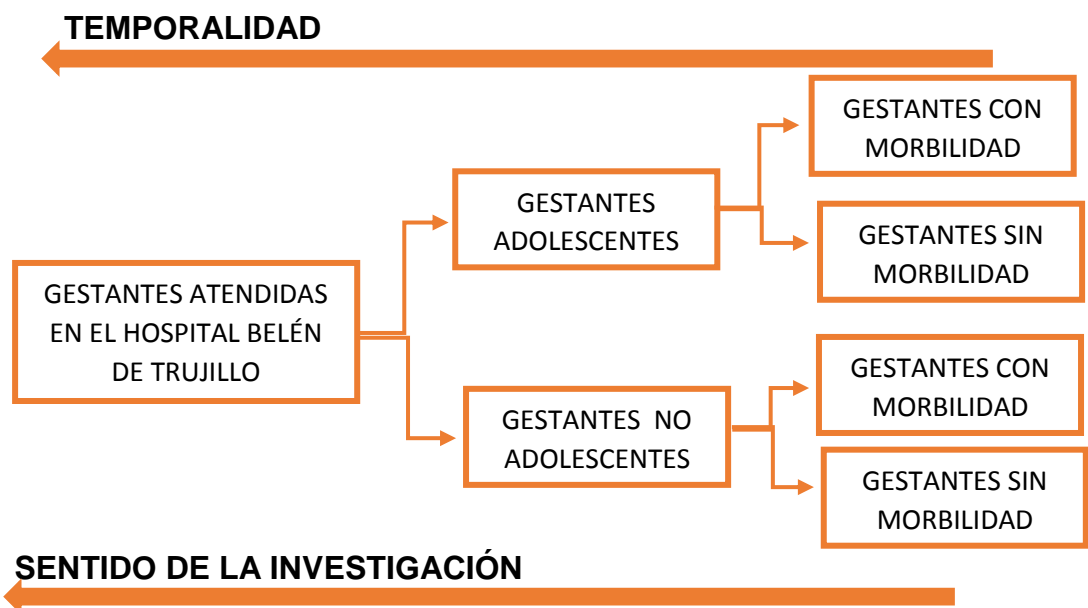 TEMPORALIDAD
GESTANTES CON
MORBILIDAD
GESTANTES
ADOLESCENTES
GESTANTES SIN
MORBILIDAD
GESTANTES ATENDIDAS
EN EL HOSPITAL BELÉN
DE TRUJILLO
GESTANTES CON
MORBILIDAD
GESTANTES NO
ADOLESCENTES
GESTANTES SIN
MORBILIDAD
SENTIDO DE LA INVESTIGACIÓN